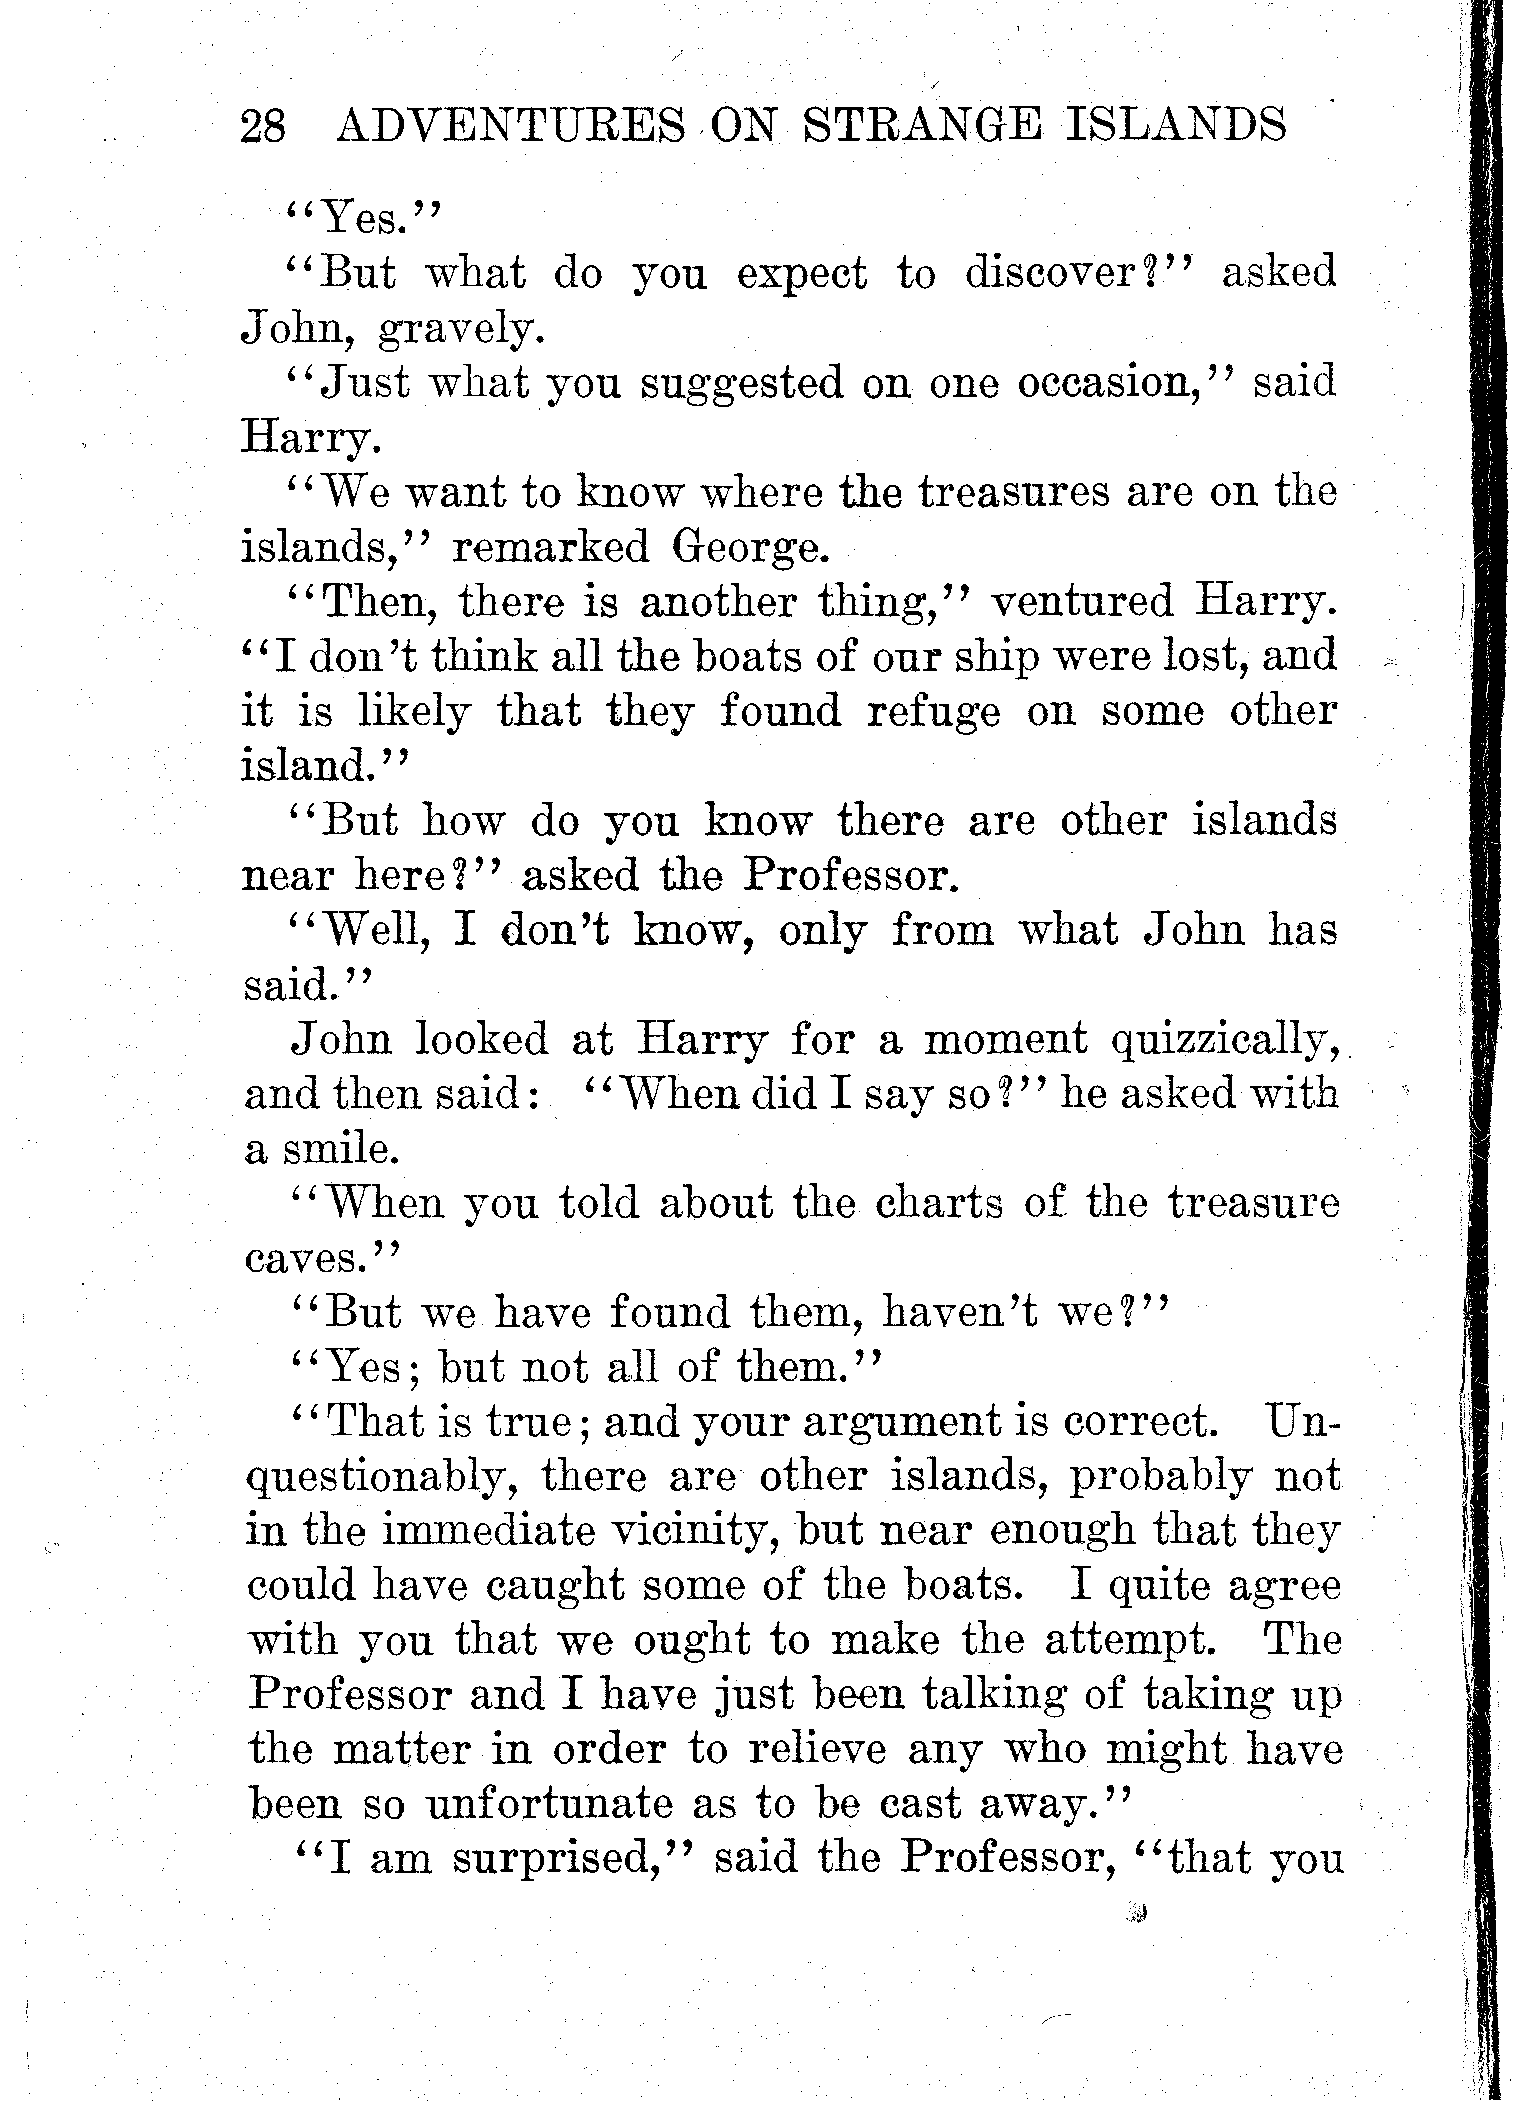 28 ADVENTURES ON STRANGE ISLANDS
"Yes."
"But what do you expect to discover?" asked
John, gravely.
"Just what you suggested on one occasion," said
Harry.
"We want to know where the treasures are on the
islands," remarked George.
"Then, there is another thing," ventured Harry.
"I don't think all the boats of our ship were lost, and
it is likely that they found refuge on some other
island."
"But how do you know there are other islands
near here?" asked the Professor.
"Well, I don't know, only from what John has
said."
John looked at Harry for a moment quizzically,
and then said: "When did I say so?" he asked with
a smile.
"When you told about the charts of the treasure
caves."
"But we have found them, haven't we?"
"Yes; but not all of them."
"That is true; and your argument is correct. Un-
questionably, there are other islands, probably not
in the immediate vicinity, but near enough that they
could have caught some of the boats. I quite agree
with you that we ought to make the attempt. The
Professor and I have just been talking of taking up
the matter in order to relieve any who might have
been so unfortunate as to be cast away."
"I am surprised," said the Professor, "that you